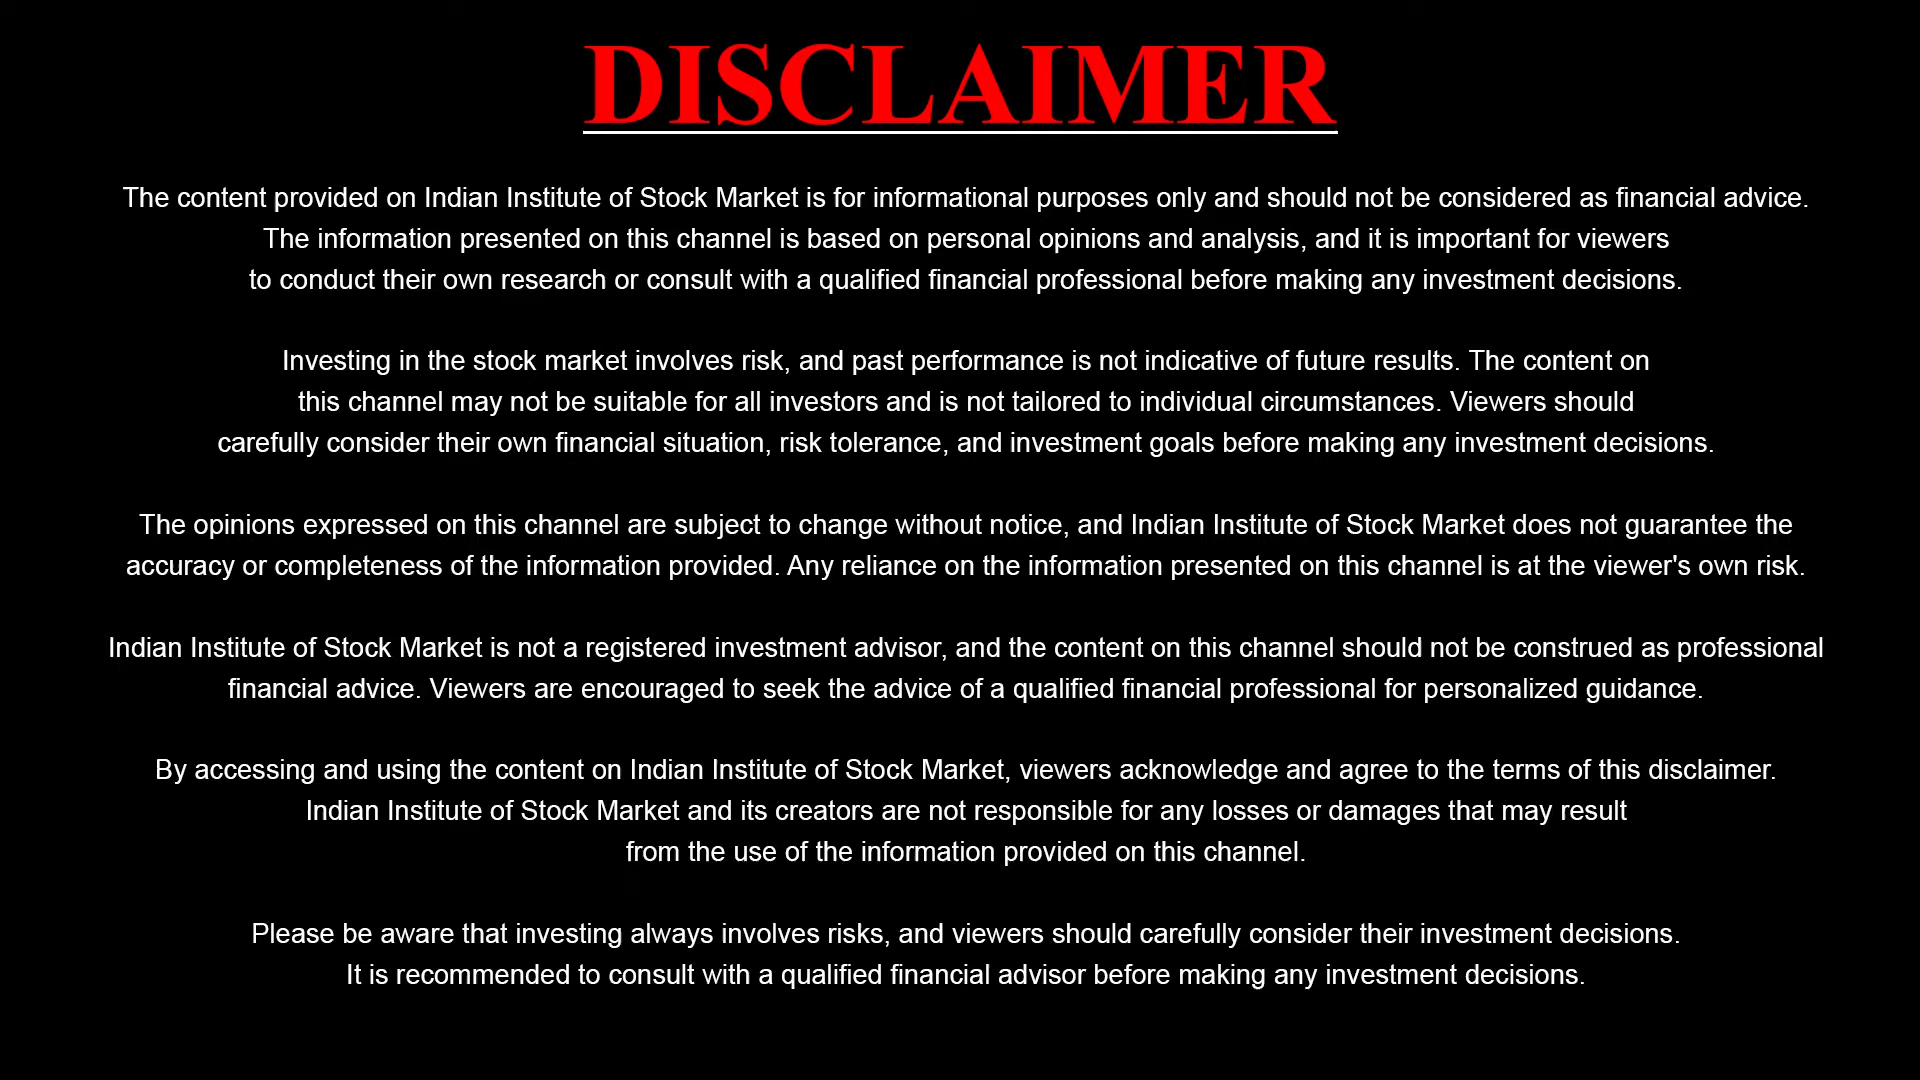 DISCLAIMER
The content provided on Indian Institute of Stock Market is for informational purposes only and should not be considered as financial advice.
The information presented on this channel is based on personal opinions and analysis, and it is important for viewers
to conduct their own research or consult with a qualified financial professional before making any investment decisions.
Investing in the stock market involves risk, and past performance is not indicative of future results. The content on
this channel may not be suitable for all investors and is not tailored to individual circumstances. Viewers should
carefully consider their own financial situation, risk tolerance, and investment goals before making any investment decisions.
The opinions expressed on this channel are subject to change without notice, and Indian Institute of Stock Market does not guarantee the
accuracy or completeness of the information provided. Any reliance on the information presented on this channel is at the viewer's own risk.
Indian Institute of Stock Market is not a registered investment advisor, and the content on this channel should not be construed as professional
financial advice. Viewers are encouraged to seek the advice of a qualified financial professional for personalized guidance.
By accessing and using the content on Indian Institute of Stock Market, viewers acknowledge and agree to the terms of this disclaimer.
Indian Institute of Stock Market and its creators are not responsible for any losses or damages that may result
from the use of the information provided on this channel.
Please be aware that investing always involves risks, and viewers should carefully consider their investment decisions.
It is recommended to consult with a qualified financial advisor before making any investment decisions.